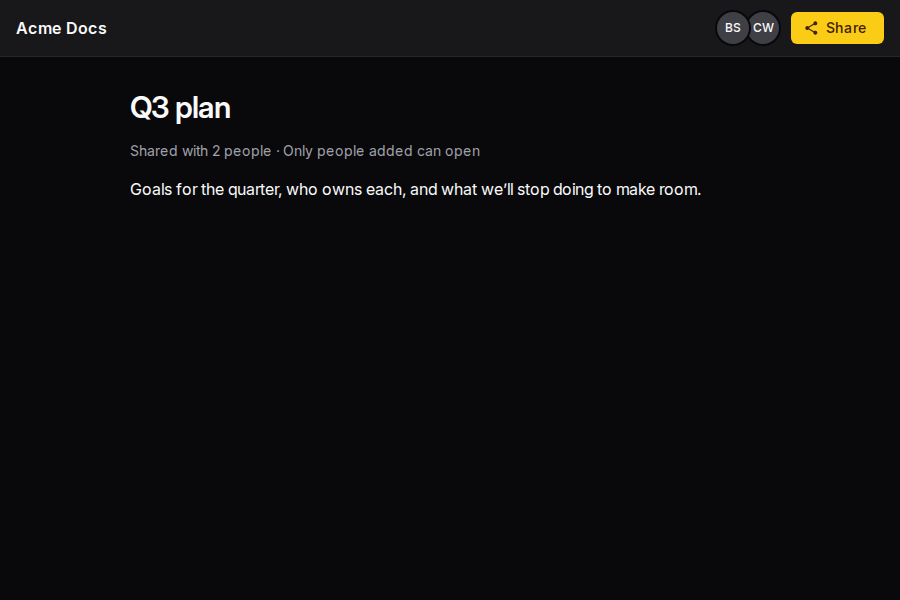 Acme Docs
BS
CW
Share
Q3 plan
Shared with 2 people · Only people added can open
Goals for the quarter, who owns each, and what we’ll stop doing to make room.